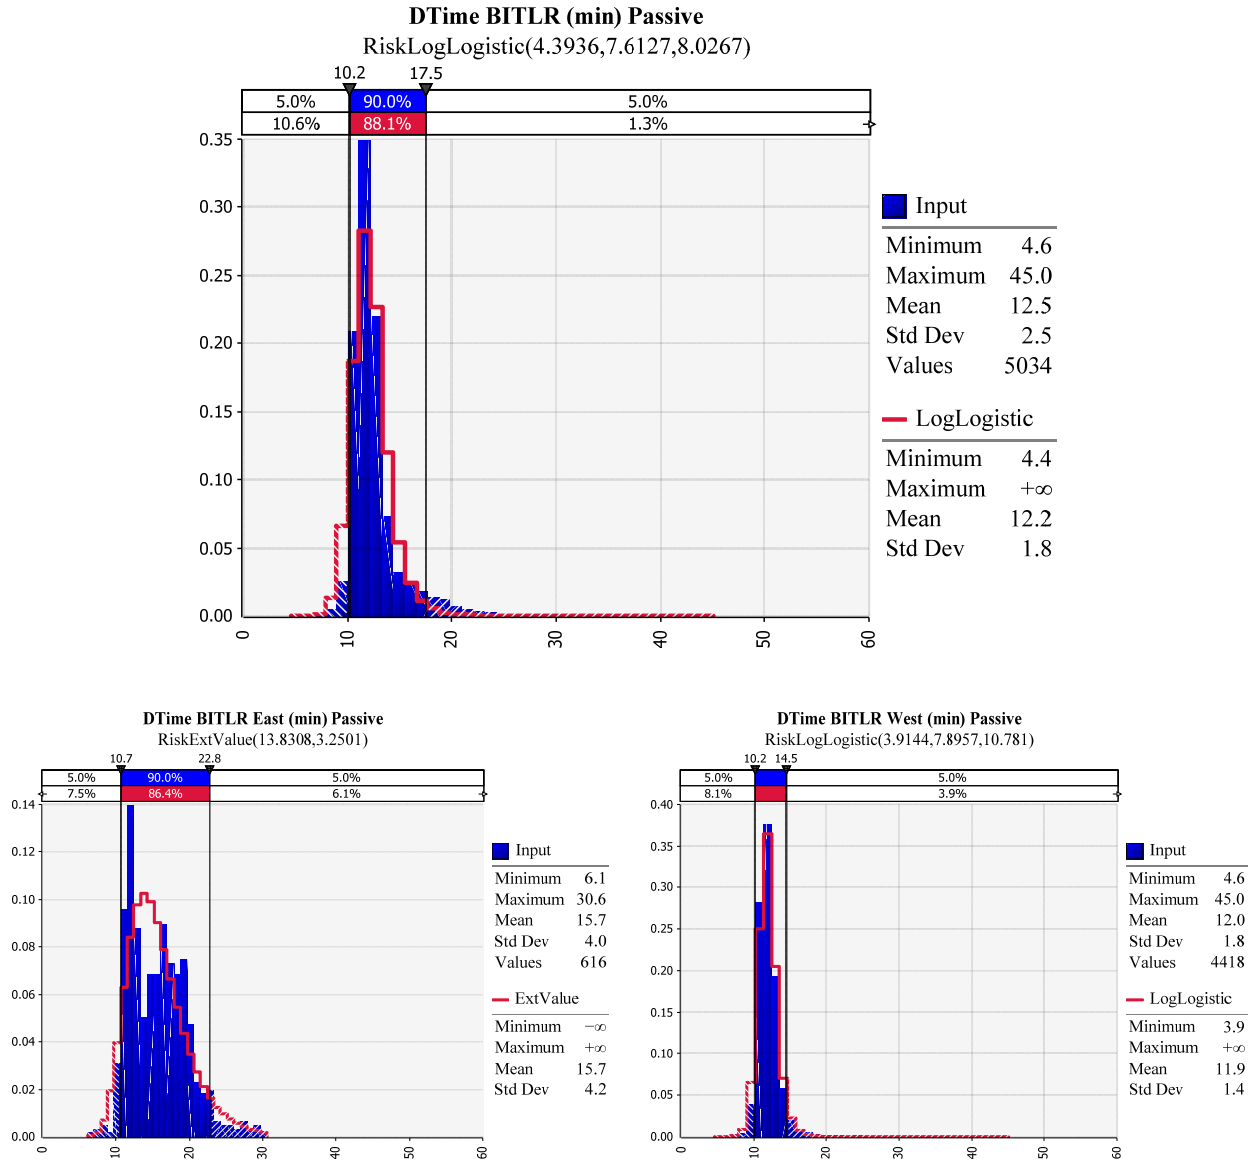 DTime BITLR (min) Passive
RiskLogLogistic(4.3936,7.6127,8.0267)
10.2 17.5
5.0% 90.0% 5.0%
10.6% 88.1% 1.3%
0.35
0.30
0.25
0.20
0.15
0.10
0.05
0.00
0 10 20 30 40 50 60
Input
Minimum 4.6
Maximum 45.0
Mean 12.5
Std Dev 2.5
Values 5034
LogLogistic
Minimum 4.4
Maximum +∞
Mean 12.2
Std Dev 1.8
DTime BITLR East (min) Passive
RiskExtValue(13.8308,3.2501)
10.7 22.8
5.0% 90.0% 5.0%
7.5% 86.4% 6.1%
0.14
0.12
0.10
0.08
0.06
0.04
0.02
0.00
0 10 20 30 40 50 60
Input
Minimum 6.1
Maximum 30.6
Mean 15.7
Std Dev 4.0
Values 616
ExtValue
Minimum −∞
Maximum +∞
Mean 15.7
Std Dev 4.2
DTime BITLR West (min) Passive
RiskLogLogistic(3.9144,7.8957,10.781)
10.2 14.5
5.0% 5.0%
8.1% 3.9%
0.40
0.35
0.30
0.25
0.20
0.15
0.10
0.05
0.00
0 10 20 30 40 50 60
Input
Minimum 4.6
Maximum 45.0
Mean 12.0
Std Dev 1.8
Values 4418
LogLogistic
Minimum 3.9
Maximum +∞
Mean 11.9
Std Dev 1.4